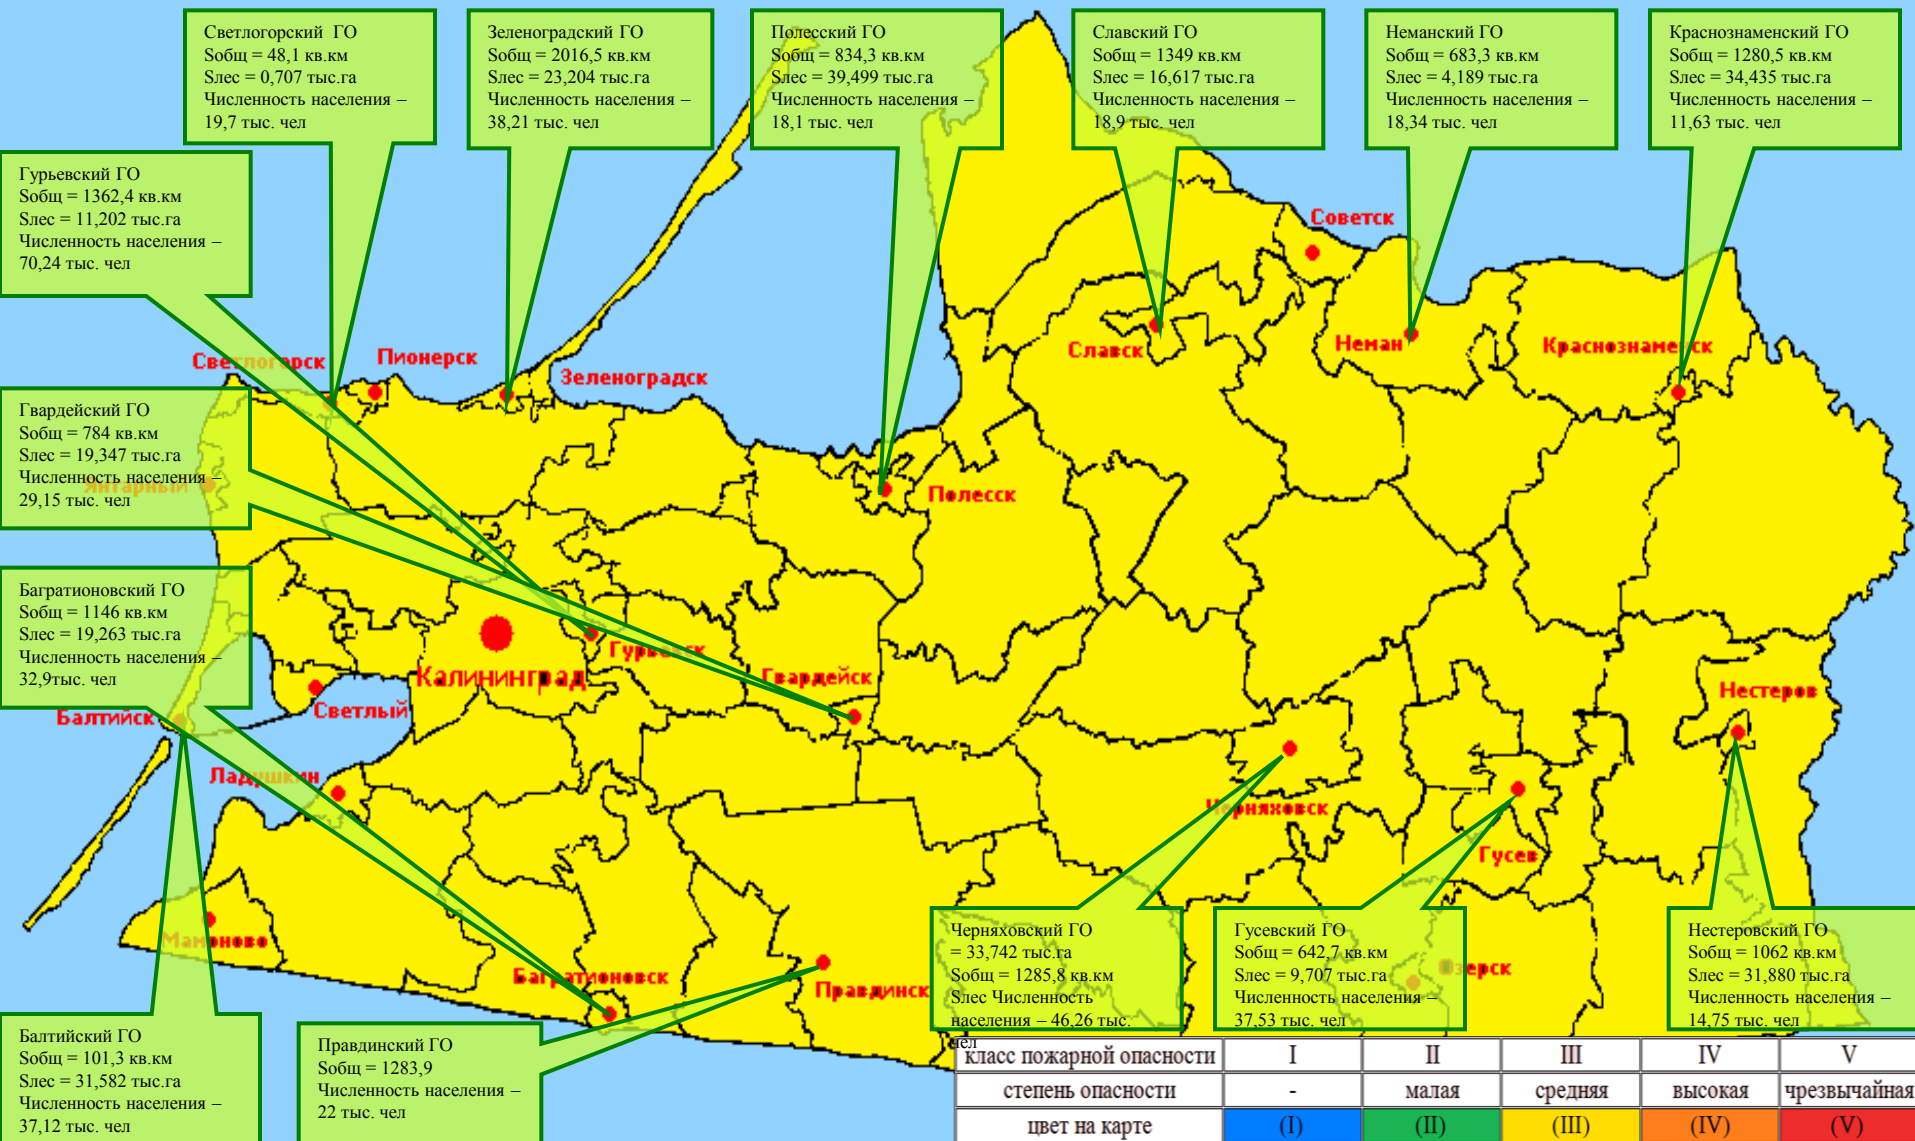 Светлогорский ГО
Sобщ = 48,1 кв.км
Sлес = 0,707 тыс.га
Численность населения –
19,7 тыс. чел
Зеленоградский ГО
Sобщ = 2016,5 кв.км
Sлес = 23,204 тыс.га
Численность населения –
38,21 тыс. чел
Полесский ГО
Sобщ = 834,3 кв.км
Sлес = 39,499 тыс.га
Численность населения –
18,1 тыс. чел
Славский ГО
Sобщ = 1349 кв.км
Sлес = 16,617 тыс.га
Численность населения –
18,9 тыс. чел
Неманский ГО
Sобщ = 683,3 кв.км
Sлес = 4,189 тыс.га
Численность населения –
18,34 тыс. чел
Краснознаменский ГО
Sобщ = 1280,5 кв.км
Sлес = 34,435 тыс.га
Численность населения –
11,63 тыс. чел
Гурьевский ГО
Sобщ = 1362,4 кв.км
Sлес = 11,202 тыс.га
Численность населения –
70,24 тыс. чел
Советск
Светлогорск
Пионерск
Зеленоградск
Славск
Неман
Краснознаменск
Гвардейский ГО
Sобщ = 784 кв.км
Sлес = 19,347 тыс.га
Численность населения –
29,15 тыс. чел
Янтарный
Полесск
Багратионовский ГО
Sобщ = 1146 кв.км
Sлес = 19,263 тыс.га
Численность населения –
32,9тыс. чел
Калининград
Гурьевск
Гвардейск
Нестеров
Балтийск
Светлый
Ладушкин
Черняховск
Гусев
Мамоново
Багратионовск
Правдинск
Озерск
Черняховский ГО
= 33,742 тыс.га
Sобщ = 1285,8 кв.км
Sлес Численность
населения – 46,26 тыс.
чел
Гусевский ГО
Sобщ = 642,7 кв.км
Sлес = 9,707 тыс.га
Численность населения –
37,53 тыс. чел
Нестеровский ГО
Sобщ = 1062 кв.км
Sлес = 31,880 тыс.га
Численность населения –
14,75 тыс. чел
Балтийский ГО
Sобщ = 101,3 кв.км
Sлес = 31,582 тыс.га
Численность населения –
37,12 тыс. чел
Правдинский ГО
Sобщ = 1283,9
Численность населения –
22 тыс. чел
класс пожарной опасности I II III IV V
степень опасности - малая средняя высокая чрезвычайная
цвет на карте (I) (II) (III) (IV) (V)